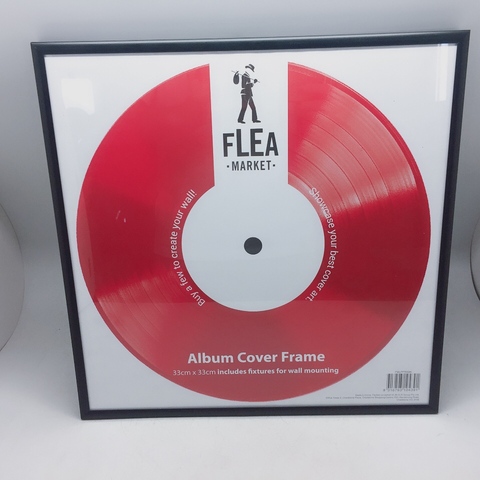 FLEA
• MARKET •
Buy a few to create your wall!
Showcase your best cover art.
Album Cover Frame
33cm x 33cm includes fixtures for wall mounting